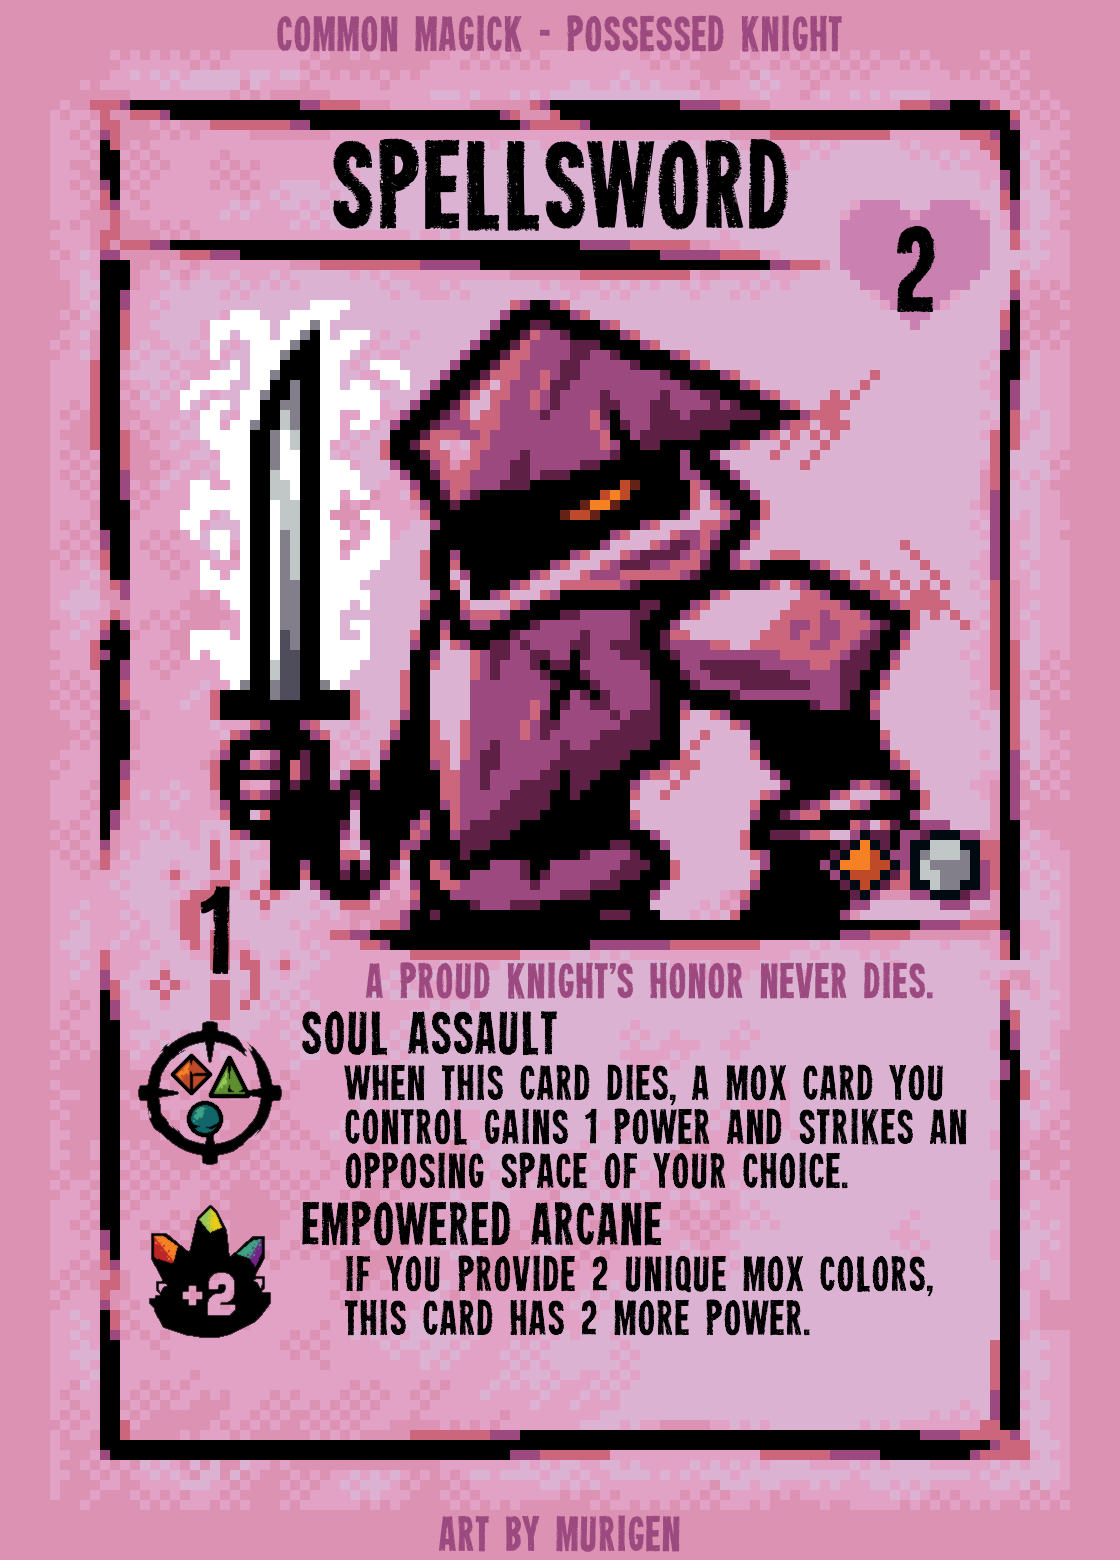 COMMON MAGICK - POSSESSED KNIGHT
SPELLSWORD
2
1
A PROUD KNIGHT'S HONOR NEVER DIES.
SOUL ASSAULT
WHEN THIS CARD DIES, A MOX CARD YOU
CONTROL GAINS 1 POWER AND STRIKES AN
OPPOSING SPACE OF YOUR CHOICE.
EMPOWERED ARCANE
+2
IF YOU PROVIDE 2 UNIQUE MOX COLORS,
THIS CARD HAS 2 MORE POWER.
ART BY MURIGEN